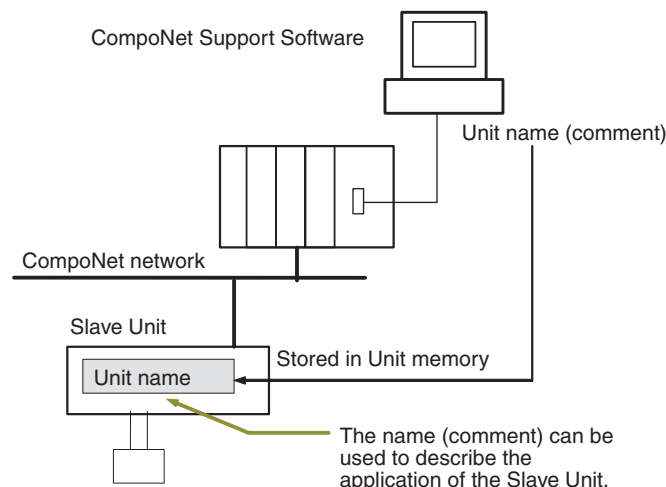 CompoNet Support Software
Unit name (comment)
CompoNet network
Slave Unit
Stored in Unit memory
Unit name
The name (comment) can be
used to describe the
application of the Slave Unit.